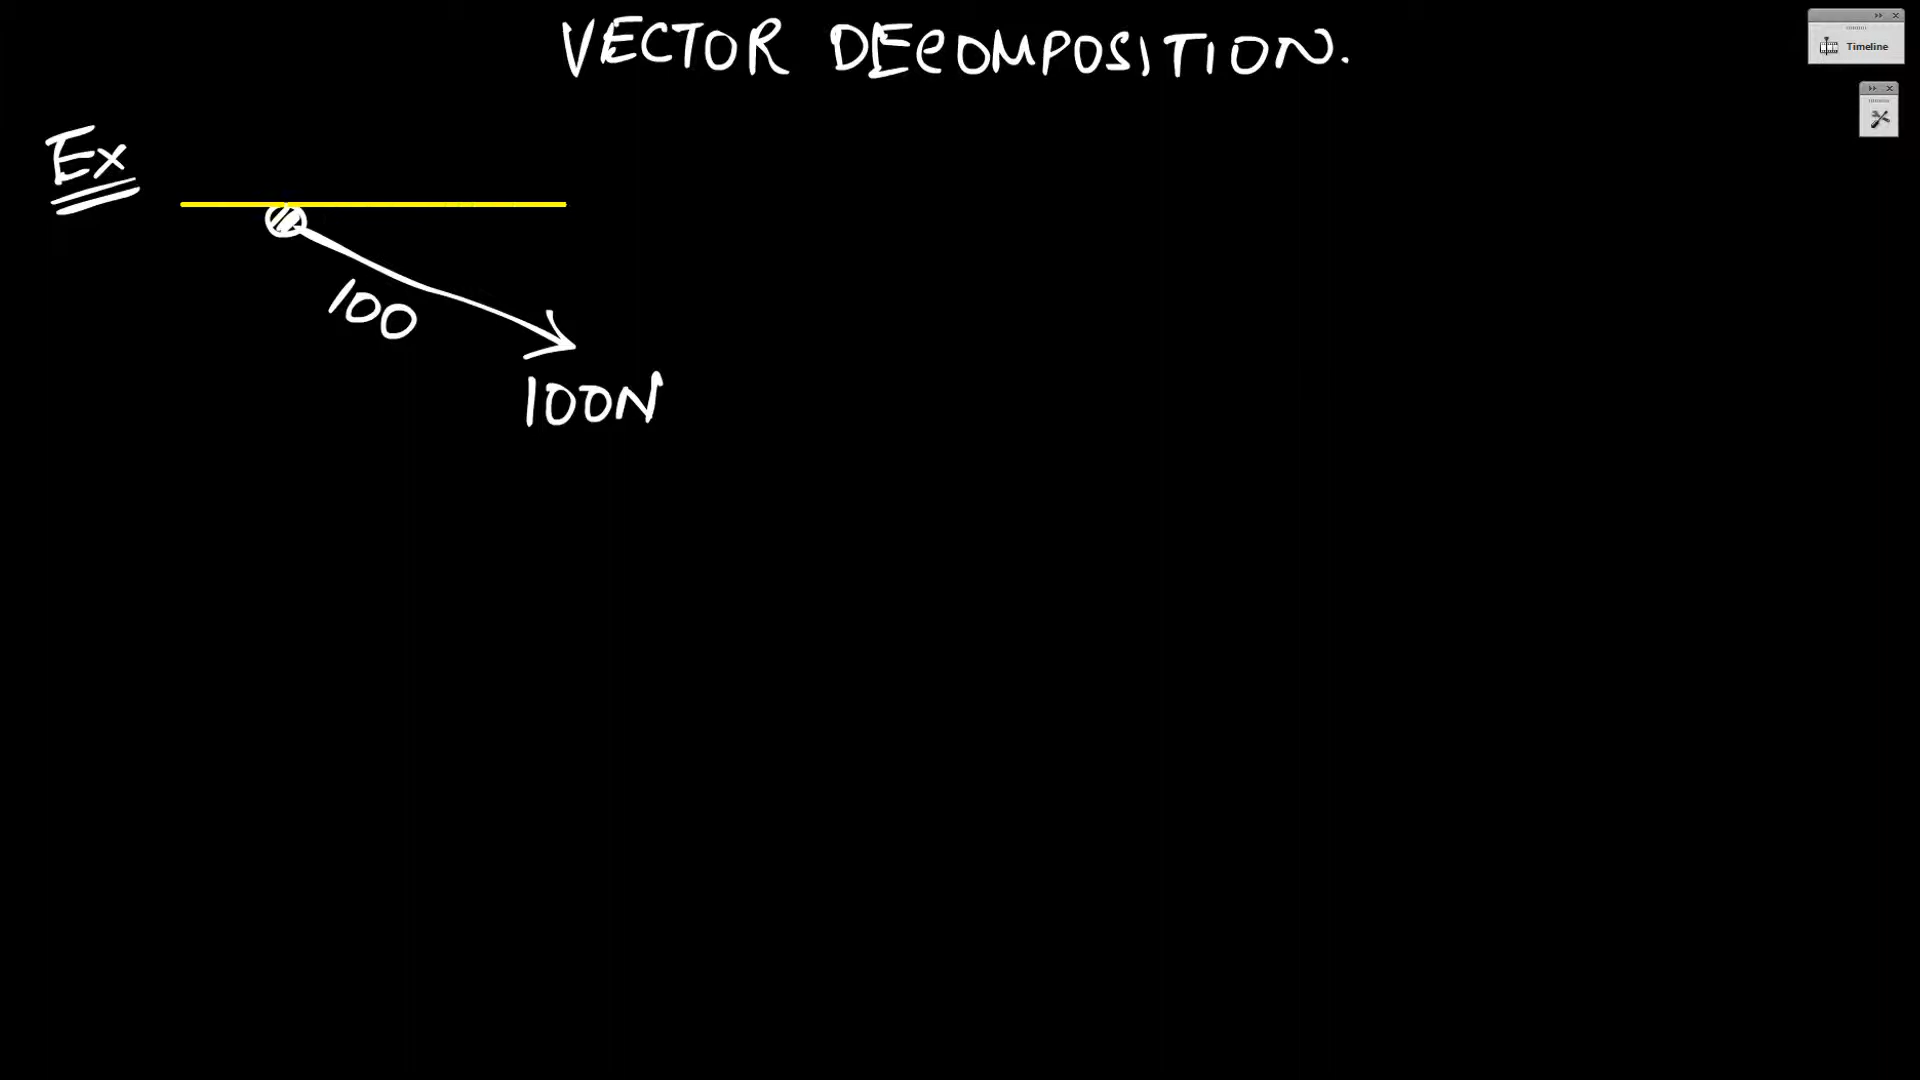 VECTOR DECOMPOSITION.
Timeline
Ex
100
100N